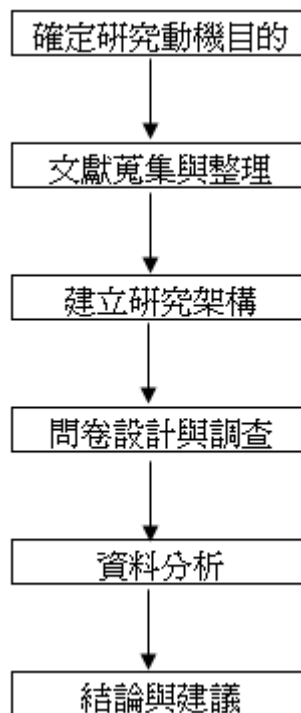 確定研究動機目的
文獻蒐集與整理
建立研究架構
問卷設計與調查
資料分析
結論與建議